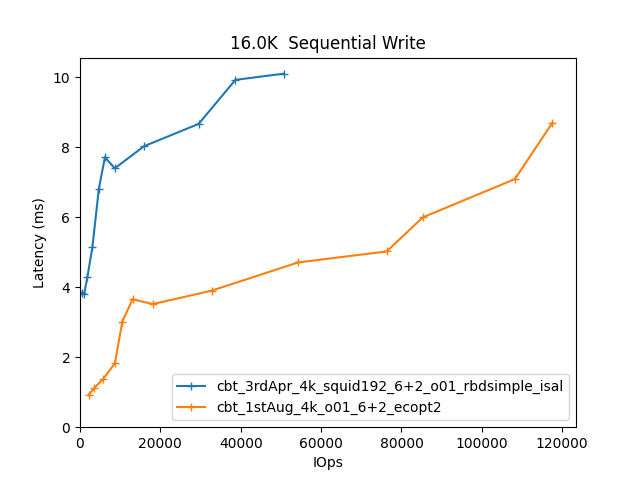 16.0K  Sequential Write
Latency (ms)
10
8
6
4
2
0
cbt_3rdApr_4k_squid192_6+2_o01_rbdsimple_isal
cbt_1stAug_4k_o01_6+2_ecopt2
0 20000 40000 60000 80000 100000 120000
IOps